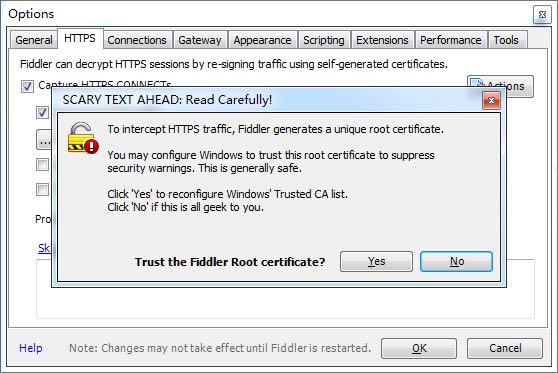 Options
General HTTPS Connections Gateway Appearance Scripting Extensions Performance Tools
Fiddler can decrypt HTTPS sessions by re-signing traffic using self-generated certificates.
Capture HTTPS CONNECTs
Actions
SCARY TEXT AHEAD: Read Carefully!
To intercept HTTPS traffic, Fiddler generates a unique root certificate.
You may configure Windows to trust this root certificate to suppress
security warnings. This is generally safe.
Click 'Yes' to reconfigure Windows' Trusted CA list.
Click 'No' if this is all geek to you.
...
Trust the Fiddler Root certificate? Yes No
Help Note: Changes may not take effect until Fiddler is restarted. OK Cancel